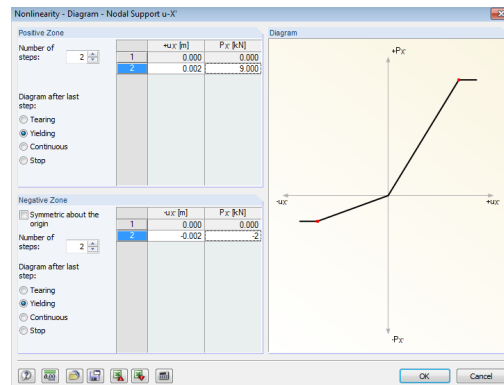 Nonlinearity - Diagram - Nodal Support u-X'
Positive Zone
Number of steps: 2
+ux' [m] Px' [kN]
1 0.000 0.000
2 0.002 9.000
Diagram after last step:
Tearing
Yielding
Continuous
Stop
Negative Zone
Symmetric about the origin
Number of steps: 2
-ux' [m] Px' [kN]
1 0.000 0.000
2 -0.002 -2
Diagram after last step:
Tearing
Yielding
Continuous
Stop
Diagram
+Px'
-ux'
+ux'
-Px'
OK Cancel